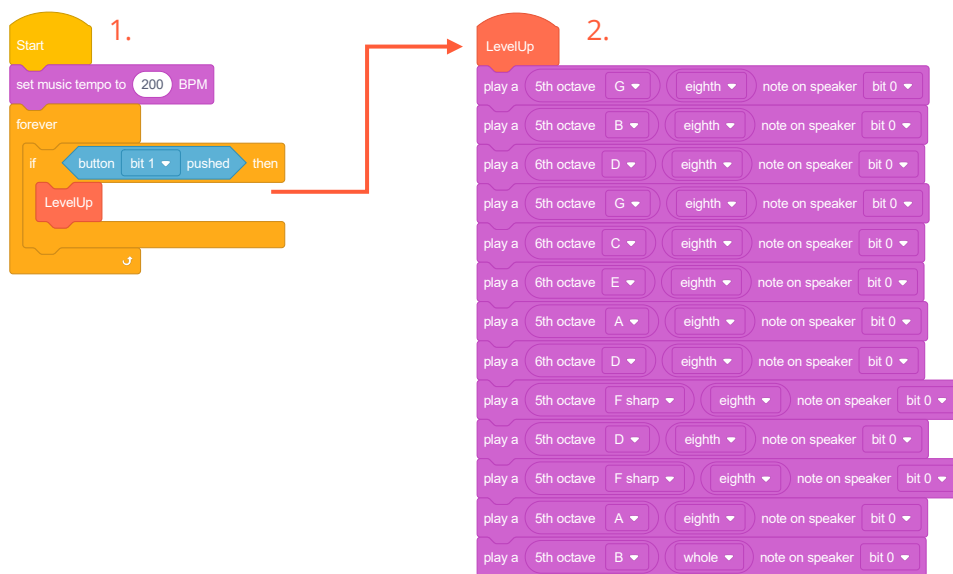 1.
Start
set music tempo to 200 BPM
forever
if button bit 1 pushed then
LevelUp
2.
LevelUp
play a 5th octave G eighth note on speaker bit 0
play a 5th octave B eighth note on speaker bit 0
play a 6th octave D eighth note on speaker bit 0
play a 5th octave G eighth note on speaker bit 0
play a 6th octave C eighth note on speaker bit 0
play a 6th octave E eighth note on speaker bit 0
play a 5th octave A eighth note on speaker bit 0
play a 6th octave D eighth note on speaker bit 0
play a 5th octave F sharp eighth note on speaker bit 0
play a 5th octave D eighth note on speaker bit 0
play a 5th octave F sharp eighth note on speaker bit 0
play a 5th octave A eighth note on speaker bit 0
play a 5th octave B whole note on speaker bit 0